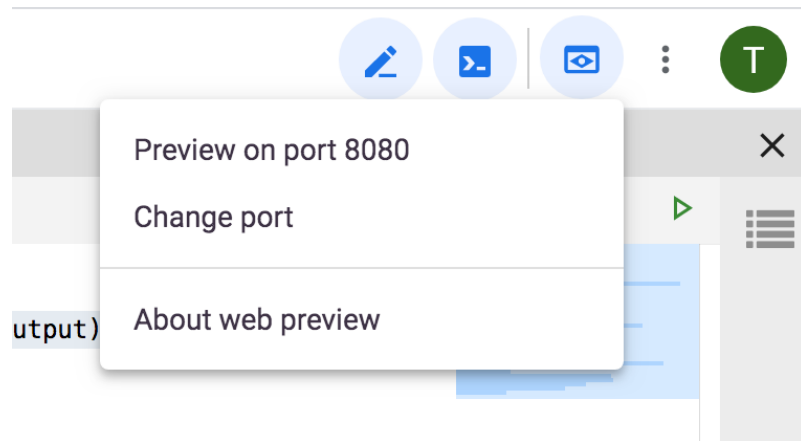 T
Preview on port 8080
Change port
About web preview
utput)